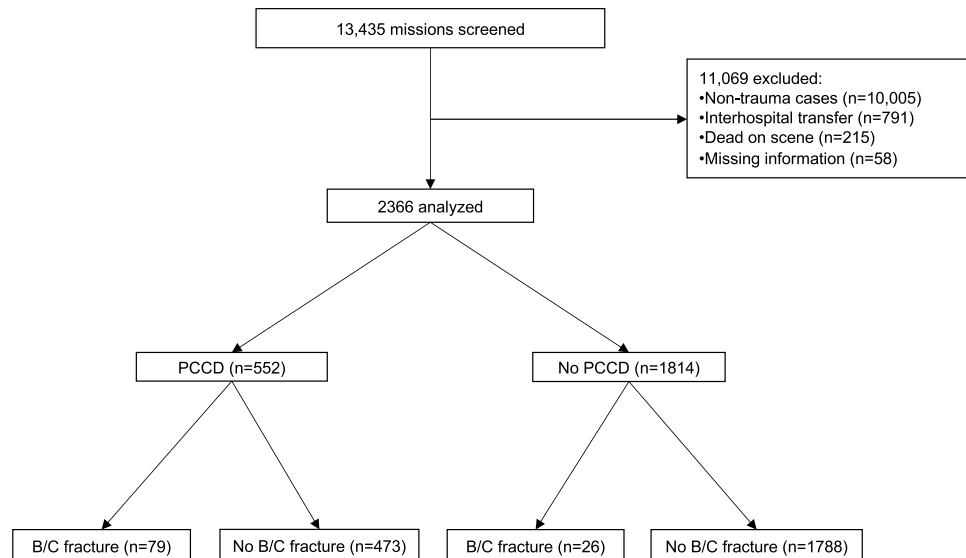 13,435 missions screened
11,069 excluded:
•Non-trauma cases (n=10,005)
•Interhospital transfer (n=791)
•Dead on scene (n=215)
•Missing information (n=58)
2366 analyzed
PCCD (n=552)
No PCCD (n=1814)
B/C fracture (n=79)
No B/C fracture (n=473)
B/C fracture (n=26)
No B/C fracture (n=1788)